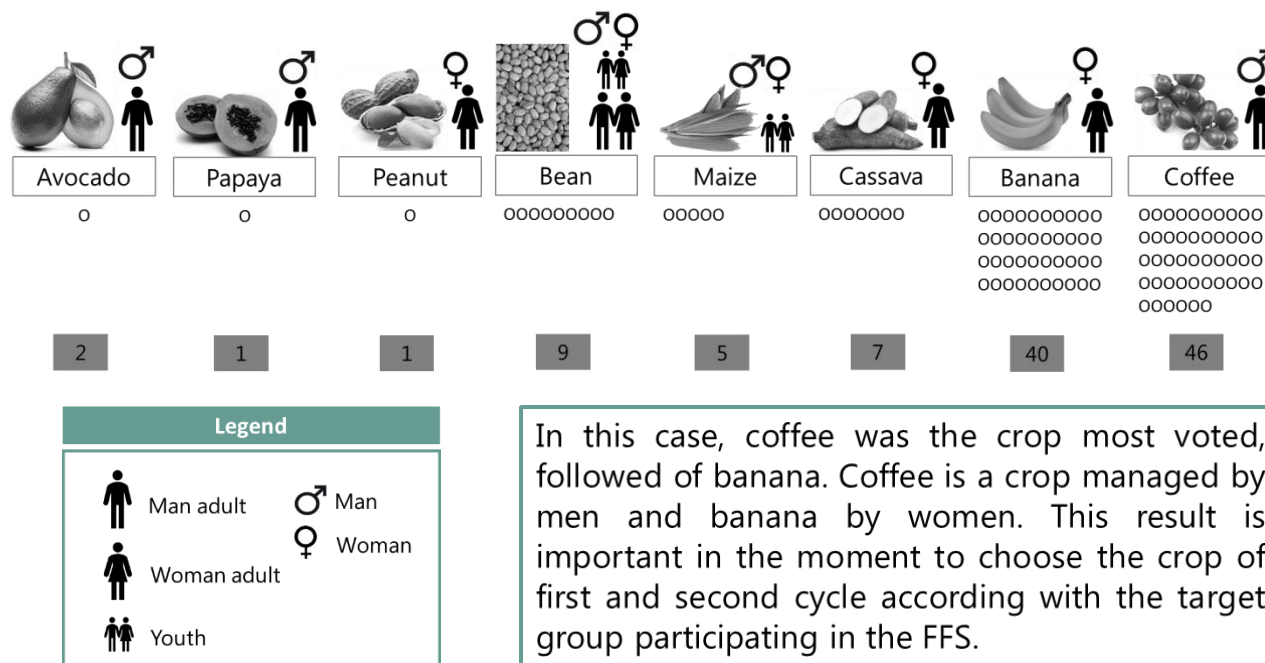 Avocado
Papaya
Peanut
Bean
Maize
Cassava
Banana
Coffee
O
O
O
OOOOOOOOO
OOOOO
OOOOOOO
OOOOOOOOOO
OOOOOOOOOO
OOOOOOOOOO
OOOOOOOOOO
OOOOOOOOOO
OOOOOOOOOO
OOOOOOOOOO
OOOOOOOOOO
OOOOOO
2
1
1
9
5
7
40
46
Legend
Man adult
Man
Woman
Woman adult
Youth
In this case, coffee was the crop most voted,
followed of banana. Coffee is a crop managed by
men and banana by women. This result is
important in the moment to choose the crop of
first and second cycle according with the target
group participating in the FFS.